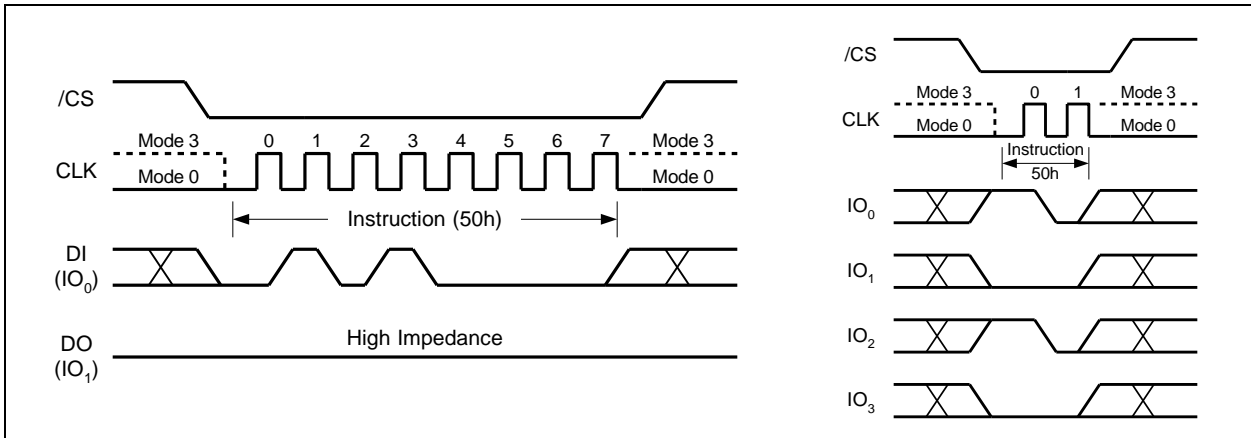 /CS
Mode 3 0 1 2 3 4 5 6 7 Mode 3
CLK
Mode 0 Mode 0
Instruction (50h)
DI
(IO0)
High Impedance
DO
(IO1)
/CS
Mode 3 0 1 Mode 3
CLK
Mode 0 Mode 0
Instruction
50h
IO0
IO1
IO2
IO3